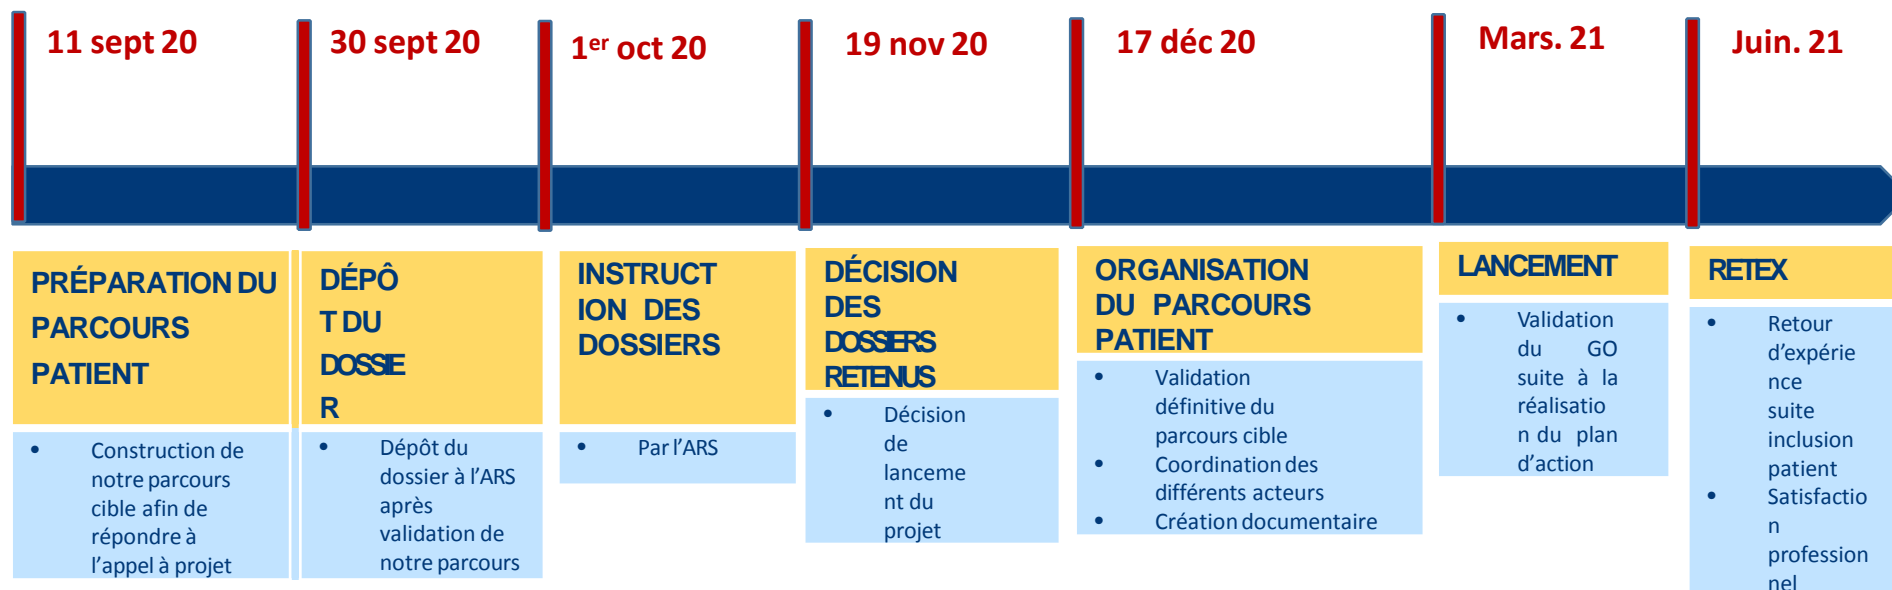 11 sept 20
30 sept 20
1er oct 20
19 nov 20
17 déc 20
Mars. 21
Juin. 21
PRÉPARATION DU
PARCOURS
PATIENT
• Construction de
notre parcours
cible afin de
répondre à
l’appel à projet
DÉPÔ
T DU
DOSSIE
R
• Dépôt du
dossier à l’ARS
après
validation de
notre parcours
INSTRUCT
ION DES
DOSSIERS
• Par l’ARS
DÉCISION
DES
DOSSIERS
RETENUS
• Décision
de
lanceme
nt du
projet
ORGANISATION
DU PARCOURS
PATIENT
• Validation
définitive du
parcours cible
• Coordination des
différents acteurs
• Création documentaire
LANCEMENT
• Validation
du GO
suite à la
réalisatio
n du plan
d’action
RETEX
• Retour
d’expérie
nce
suite
inclusion
patient
• Satisfactio
n
profession
nel